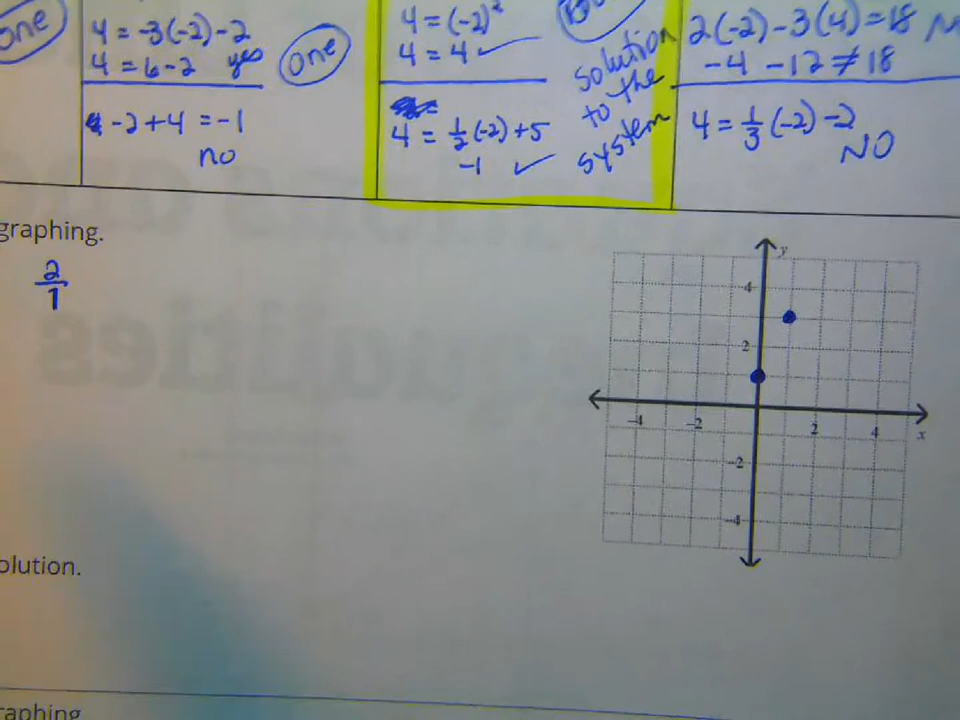 one
4 = -3(-2)-2
4 = 6-2 yes
one
-2+4 = -1
no
4 = (-2)²
4 = 4 ✓
4 = 1/2 (-2) +5
-1 ✓
solution
to the
system
2(-2)-3(4)=18
-4 -12 ≠ 18
4 = 1/3 (-2) -2
NO
graphing.
2/1
y
4
2
-4
-2
2
4
x
-2
-4
olution.
raphing